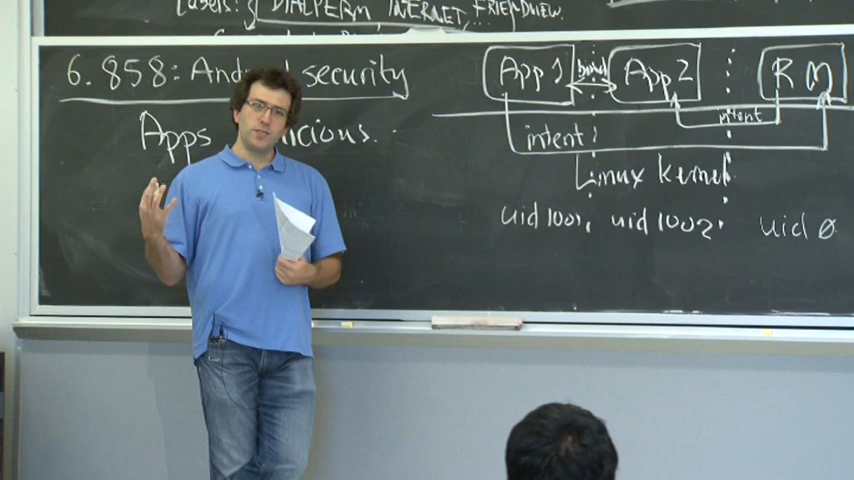 Labels: DIALPERM, INTERNET, FRIENDVIEW.
6.858: Android security
Apps malicious.
App 1 bind App 2 RM
intent
intent
Linux kernel
uid 1001, uid 1002, uid 0